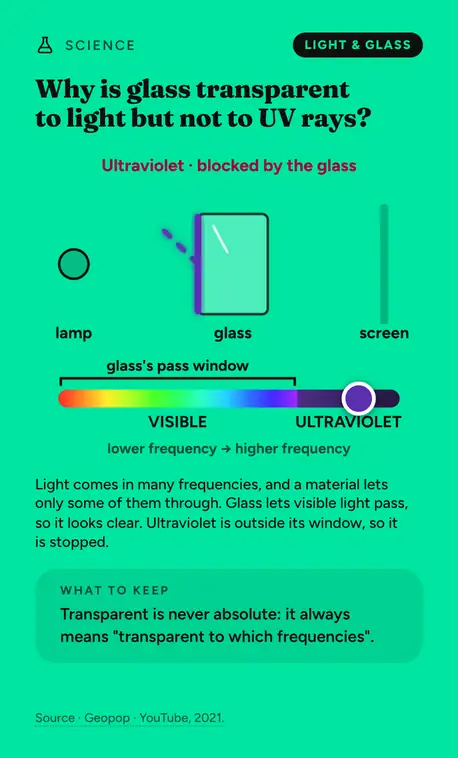 SCIENCE
LIGHT & GLASS
Why is glass transparent
to light but not to UV rays?
Ultraviolet · blocked by the glass
lamp
glass
screen
glass's pass window
VISIBLE
ULTRAVIOLET
lower frequency → higher frequency
Light comes in many frequencies, and a material lets
only some of them through. Glass lets visible light pass,
so it looks clear. Ultraviolet is outside its window, so it
is stopped.
WHAT TO KEEP
Transparent is never absolute: it always
means "transparent to which frequencies".
Source · Geopop · YouTube, 2021.